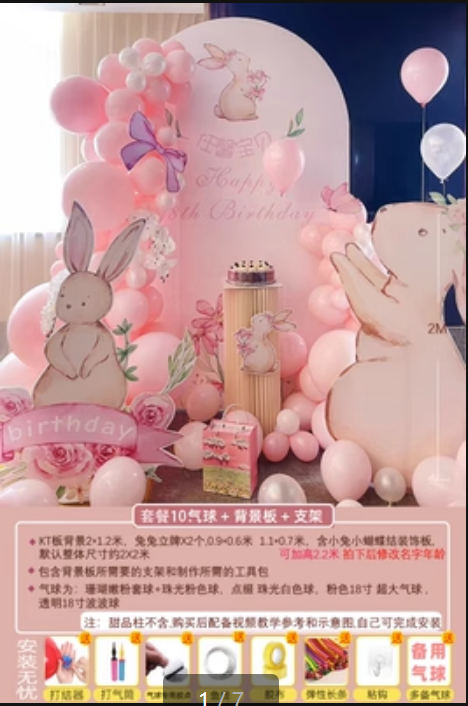 Happy
8th Birthday
birthday
2M
套餐10气球+背景板+支架
KT板背景2*1.2米，兔兔立牌X2个,0.9*0.6米 1.1*0.7米，含小兔小蝴蝶结装饰板,
默认整体尺寸约2X2米 可加高2.2米 拍下后修改名字年龄
包含背景板所需要的支架和制作所需的工具包
气球为：珊瑚嫩粉套球+珠光粉色球，点缀 珠光白色球，粉色18寸 超大气球，
透明18寸波波球
注：甜品柱不含,购买后配备视频教学参考和示意图,自己可完成安装
安装无忧
送 送 送 送 送 送 送 送
备用
气球
打结器 打气筒 胶布 弹性长条 粘钩 多备气球
1/7